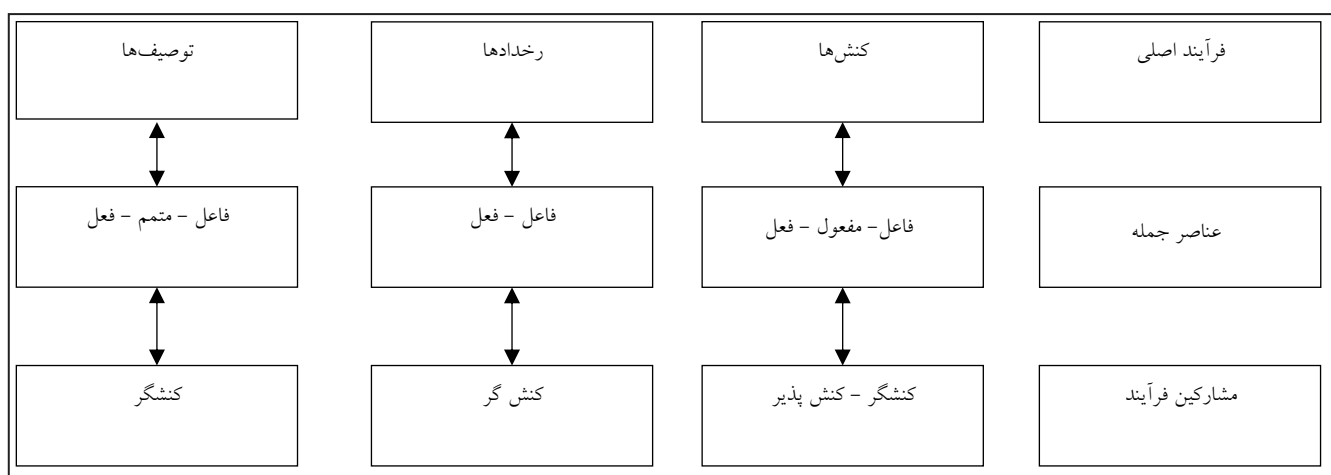 فرآیند اصلی
کنش‌ها
رخدادها
توصیف‌ها
عناصر جمله
فاعل- مفعول - فعل
فاعل - فعل
فاعل - متمم - فعل
مشارکین فرآیند
کنشگر - کنش پذیر
کنش گر
کنشگر